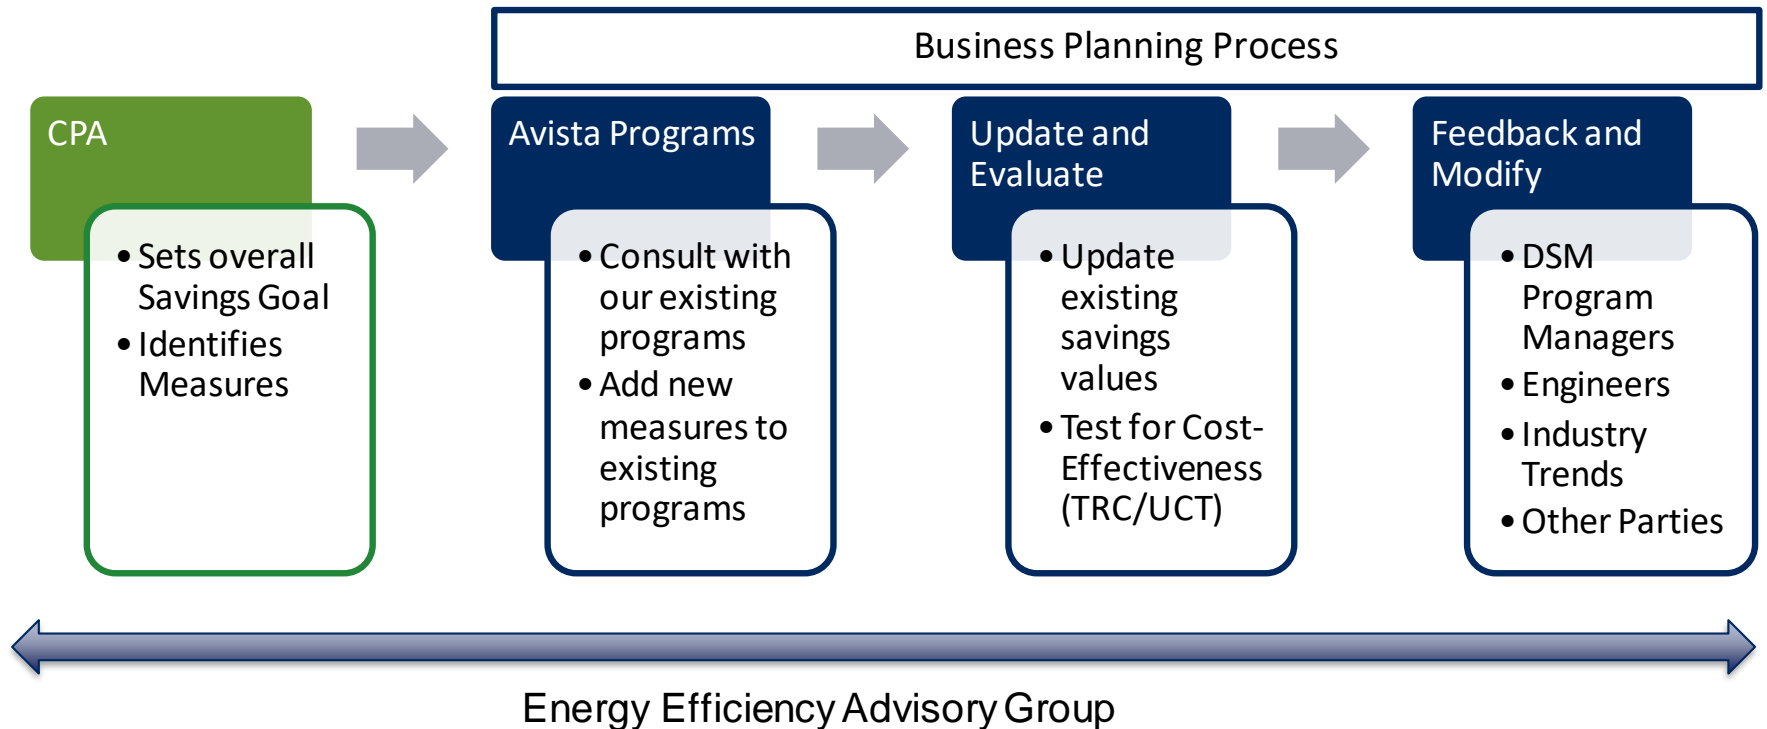 Business Planning Process
CPA
• Sets overall
Savings Goal
• Identifies
Measures
Avista Programs
• Consult with
our existing
programs
• Add new
measures to
existing
programs
Update and
Evaluate
• Update
existing
savings
values
• Test for Cost-
Effectiveness
(TRC/UCT)
Feedback and
Modify
• DSM
Program
Managers
• Engineers
• Industry
Trends
• Other Parties
Energy Efficiency Advisory Group